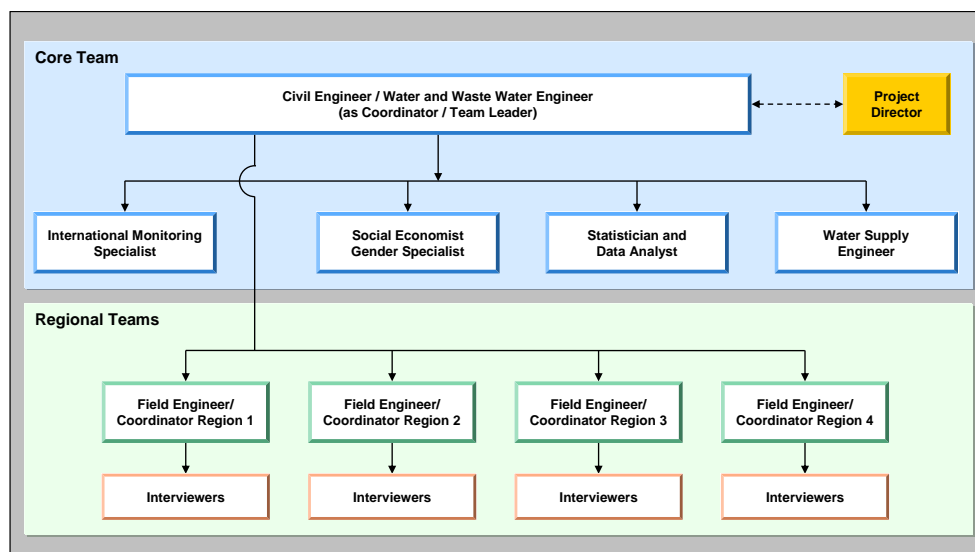 Core Team
Civil Engineer / Water and Waste Water Engineer
(as Coordinator / Team Leader)
Project
Director
International Monitoring
Specialist
Social Economist
Gender Specialist
Statistician and
Data Analyst
Water Supply
Engineer
Regional Teams
Field Engineer/
Coordinator Region 1
Field Engineer/
Coordinator Region 2
Field Engineer/
Coordinator Region 3
Field Engineer/
Coordinator Region 4
Interviewers
Interviewers
Interviewers
Interviewers